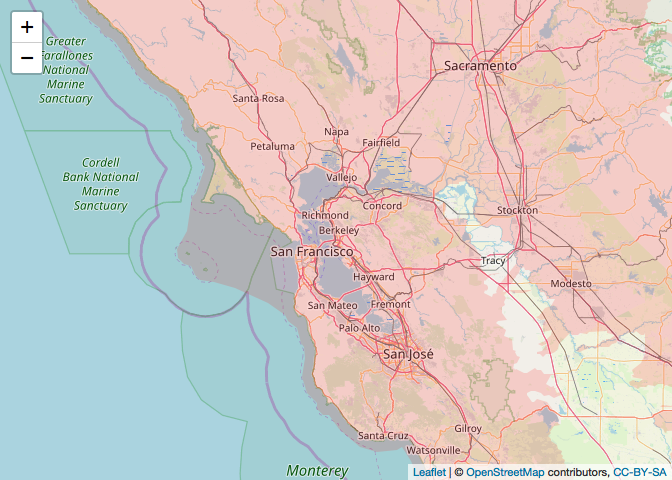 +
−
Greater
Farallones
National
Marine
Sanctuary
Sacramento
Santa Rosa
Napa
Petaluma
Fairfield
Cordell
Bank National
Marine
Sanctuary
Vallejo
Concord
Richmond
Stockton
Berkeley
San Francisco
Tracy
Hayward
Modesto
San Mateo
Fremont
Palo Alto
San José
Gilroy
Santa Cruz
Watsonville
Monterey
Leaflet | © OpenStreetMap contributors, CC-BY-SA